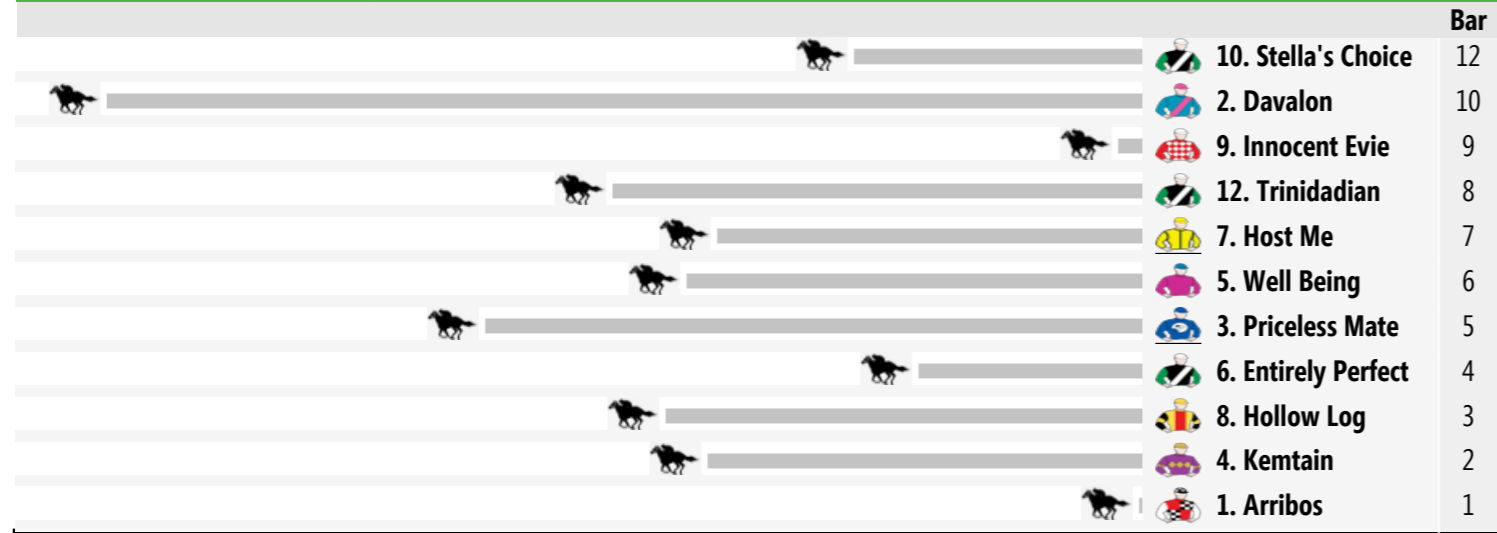 Bar
10. Stella's Choice 12
2. Davalon 10
9. Innocent Evie 9
12. Trinidadian 8
7. Host Me 7
5. Well Being 6
3. Priceless Mate 5
6. Entirely Perfect 4
8. Hollow Log 3
4. Kemtain 2
1. Arribos 1